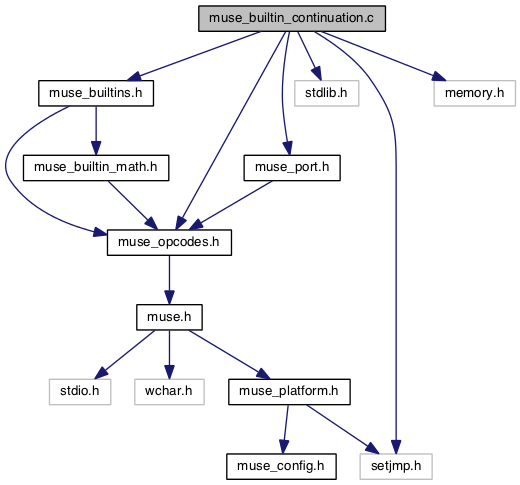 muse_builtin_continuation.c
muse_builtins.h
stdlib.h
memory.h
muse_builtin_math.h
muse_port.h
muse_opcodes.h
muse.h
stdio.h
wchar.h
muse_platform.h
muse_config.h
setjmp.h